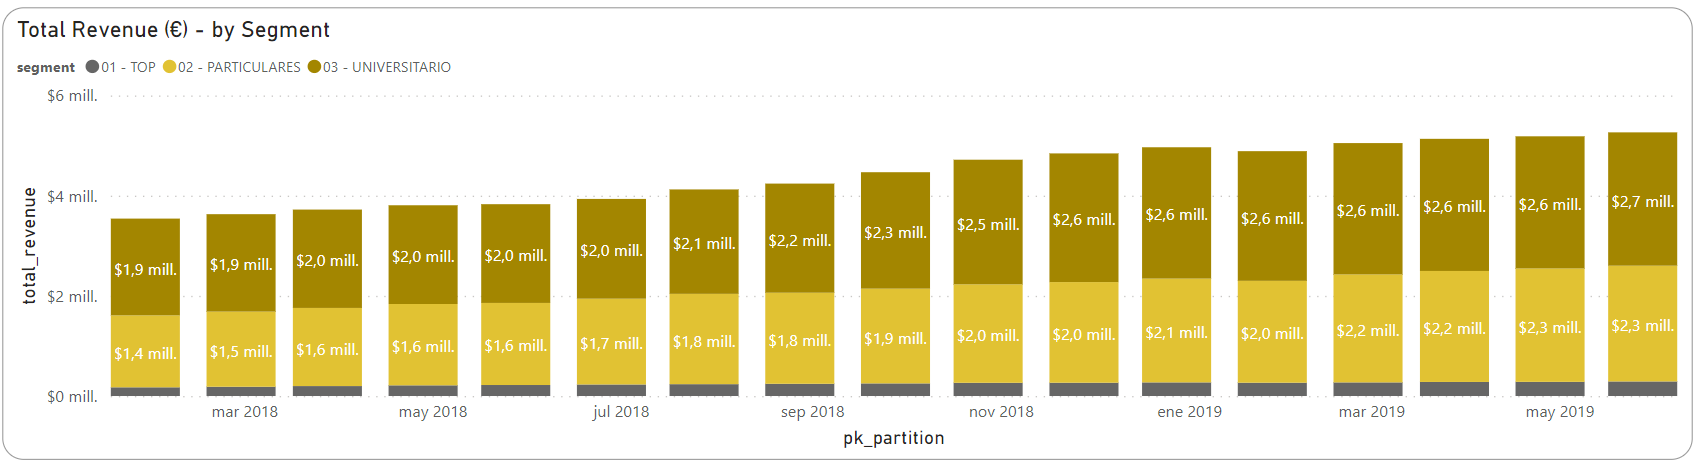 Total Revenue (€) - by Segment
segment 01 - TOP 02 - PARTICULARES 03 - UNIVERSITARIO
$6 mill.
$4 mill.
$2 mill.
$0 mill.
total_revenue
$1,9 mill. $1,9 mill. $2,0 mill. $2,0 mill. $2,0 mill. $2,0 mill. $2,1 mill. $2,2 mill. $2,3 mill. $2,5 mill. $2,6 mill. $2,6 mill. $2,6 mill. $2,6 mill. $2,6 mill. $2,6 mill. $2,7 mill.
$1,4 mill. $1,5 mill. $1,6 mill. $1,6 mill. $1,6 mill. $1,7 mill. $1,8 mill. $1,8 mill. $1,9 mill. $2,0 mill. $2,0 mill. $2,1 mill. $2,0 mill. $2,2 mill. $2,2 mill. $2,3 mill. $2,3 mill.
mar 2018 may 2018 jul 2018 sep 2018 nov 2018 ene 2019 mar 2019 may 2019
pk_partition